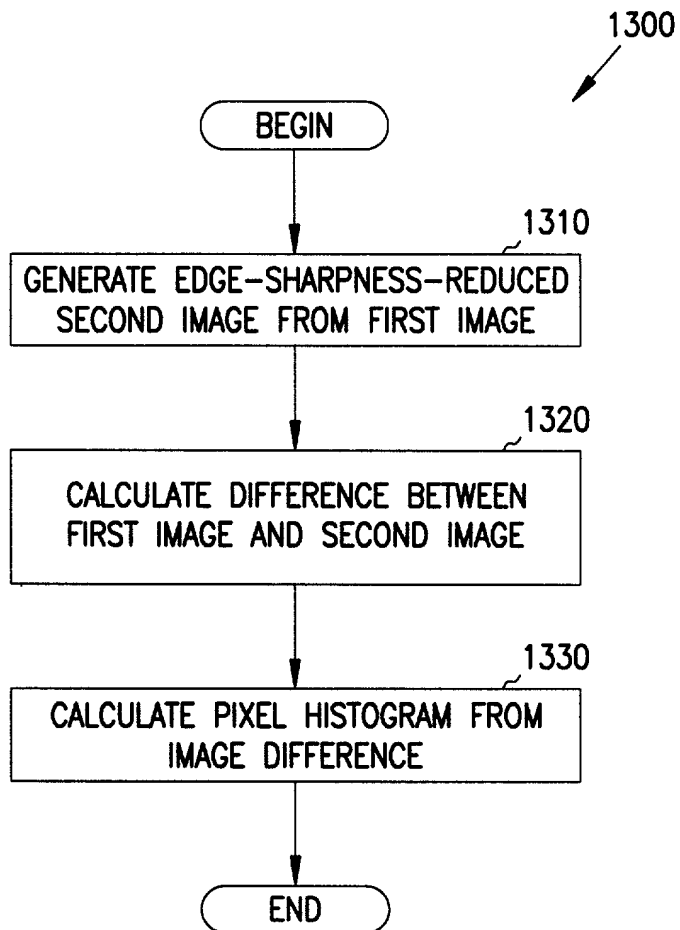 1300
BEGIN
1310
GENERATE EDGE-SHARPNESS-REDUCED
SECOND IMAGE FROM FIRST IMAGE
1320
CALCULATE DIFFERENCE BETWEEN
FIRST IMAGE AND SECOND IMAGE
1330
CALCULATE PIXEL HISTOGRAM FROM
IMAGE DIFFERENCE
END